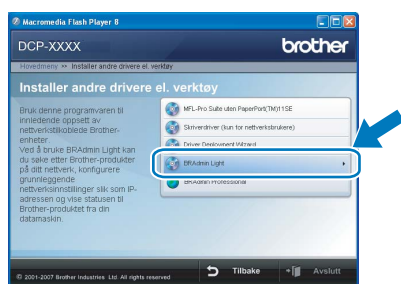 Macromedia Flash Player 8
DCP-XXXX
brother
Hovedmeny >> Installer andre drivere el. verktøy
Installer andre drivere el. verktøy
Bruk denne programvaren til
innledende oppsett av
nettverkstilkoblede Brother-
enheter.
Ved å bruke BRAdmin Light kan
du søke etter Brother-produkter
på ditt nettverk, konfigurere
grunnleggende
nettverksinnstillinger slik som IP-
adressen og vise statusen til
Brother-produktet fra din
datamaskin.
MFL-Pro Suite uten PaperPort(TM)11SE
Skriverdriver (kun for nettverksbrukere)
Driver Deployment Wizard
BRAdmin Light
BRAdmin Professional
© 2001-2007 Brother Industries. Ltd. All rights reserved
Tilbake
Avslutt